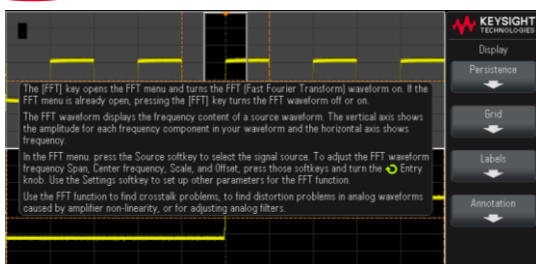 KEYSIGHT
TECHNOLOGIES
Display
Persistence
Grid
Labels
Annotation
The [FFT] key opens the FFT menu and turns the FFT (Fast Fourier Transform) waveform on. If the
FFT menu is already open, pressing the [FFT] key turns the FFT waveform off or on.
The FFT waveform displays the frequency content of a source waveform. The vertical axis shows
the amplitude for each frequency component in your waveform and the horizontal axis shows
frequency.
In the FFT menu, press the Source softkey to select the signal source. To adjust the FFT waveform
frequency Span, Center frequency, Scale, and Offset, press those softkeys and turn the Entry
knob. Use the Settings softkey to set up other parameters for the FFT function.
Use the FFT function to find crosstalk problems, to find distortion problems in analog waveforms
caused by amplifier non-linearity, or for adjusting analog filters.